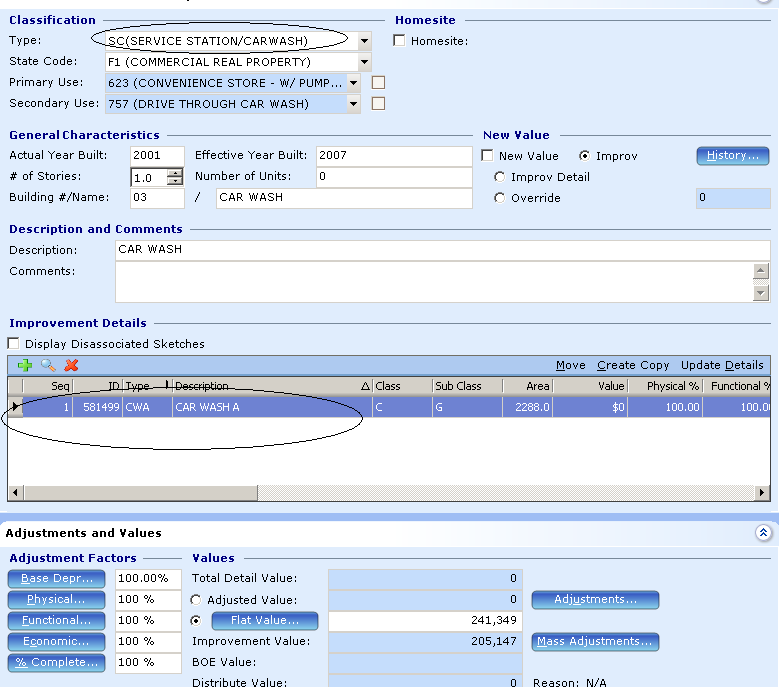 Classification Homesite
Type: SC(SERVICE STATION/CARWASH) Homesite:
State Code: F1 (COMMERCIAL REAL PROPERTY)
Primary Use: 623 (CONVENIENCE STORE - W/ PUMP...
Secondary Use: 757 (DRIVE THROUGH CAR WASH)
General Characteristics New Value
Actual Year Built: 2001 Effective Year Built: 2007 New Value Improv History...
# of Stories: 1.0 Number of Units: 0 Improv Detail
Building #/Name: 03 / CAR WASH Override 0
Description and Comments
Description: CAR WASH
Comments:
Improvement Details
Display Disassociated Sketches
Move Create Copy Update Details
Seq ID Type Description Class Sub Class Area Value Physical % Functional %
1 581499 CWA CAR WASH A C G 2288.0 $0 100.00 100.0
Adjustments and Values
Adjustment Factors Values
Base Depr... 100.00% Total Detail Value: 0
Physical... 100 % Adjusted Value: 0 Adjustments...
Functional... 100 % Flat Value... 241,349
Economic... 100 % Improvement Value: 205,147 Mass Adjustments...
% Complete... 100 % BOE Value:
Distribute Value: 0 Reason: N/A